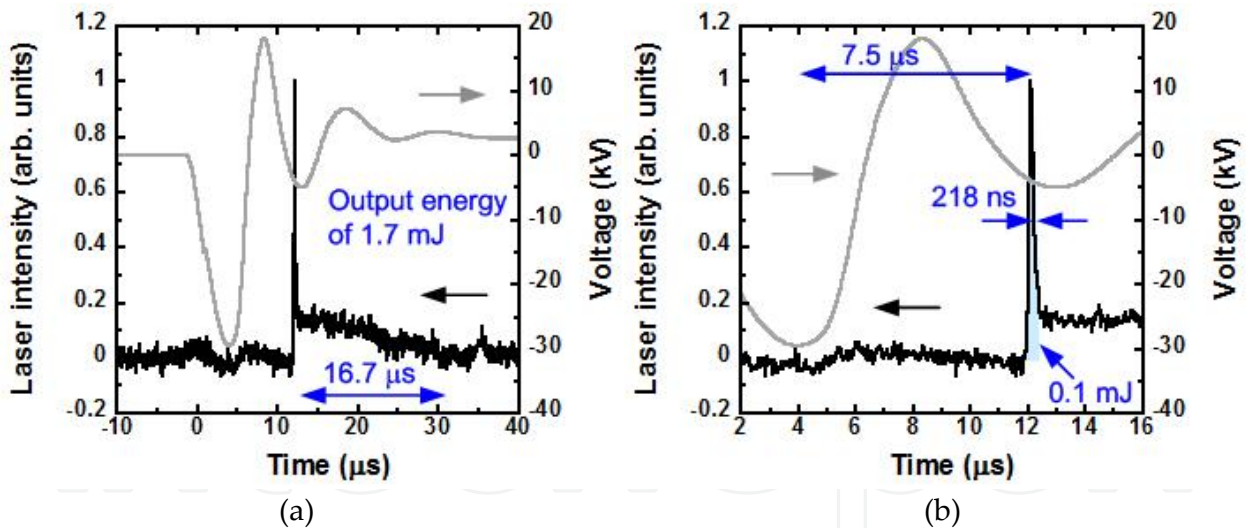 1.2
1
0.8
0.6
0.4
0.2
0
-0.2
Laser intensity (arb. units)
20
10
0
-10
-20
-30
-40
Voltage (kV)
Output energy
of 1.7 mJ
16.7 μs
-10 0 10 20 30 40
Time (μs)
(a)
1.2
1
0.8
0.6
0.4
0.2
0
-0.2
Laser intensity (arb. units)
20
10
0
-10
-20
-30
-40
Voltage (kV)
7.5 μs
218 ns
0.1 mJ
2 4 6 8 10 12 14 16
Time (μs)
(b)